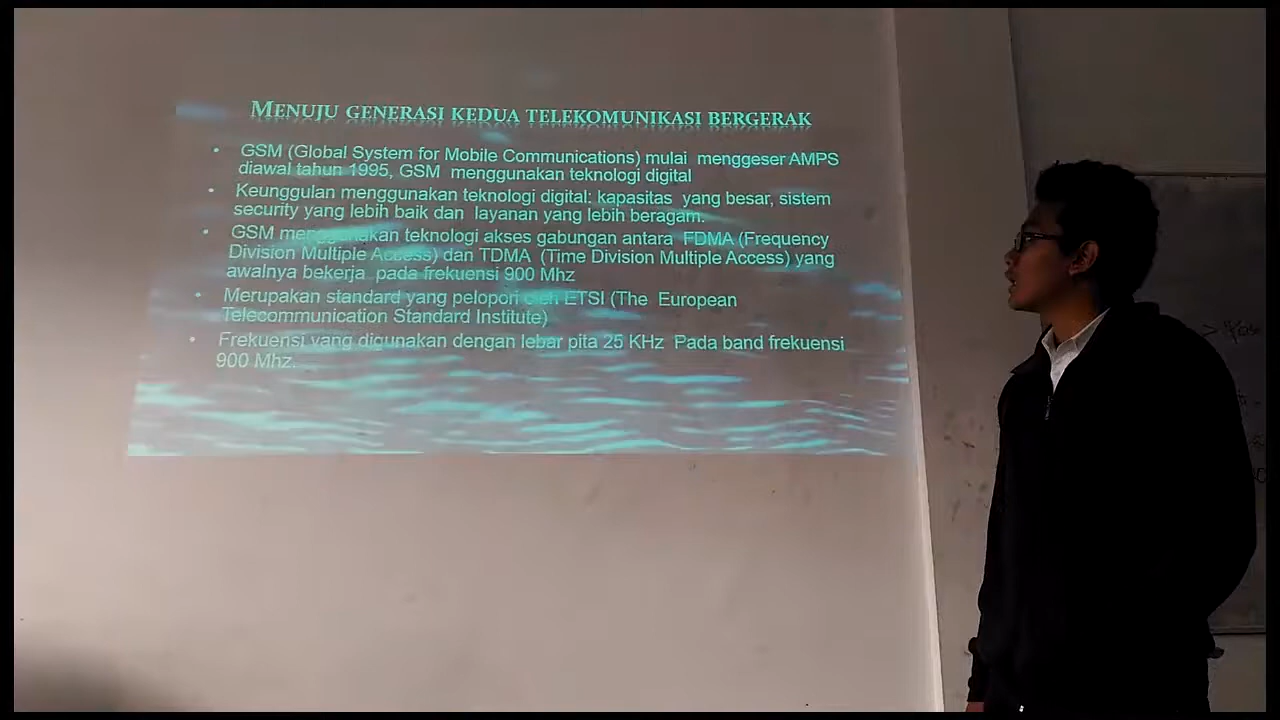 MENUJU GENERASI KEDUA TELEKOMUNIKASI BERGERAK
• GSM (Global System for Mobile Communications) mulai menggeser AMPS
diawal tahun 1995, GSM menggunakan teknologi digital
• Keunggulan menggunakan teknologi digital: kapasitas yang besar, sistem
security yang lebih baik dan layanan yang lebih beragam.
• GSM menggunakan teknologi akses gabungan antara FDMA (Frequency
Division Multiple Access) dan TDMA (Time Division Multiple Access) yang
awalnya bekerja pada frekuensi 900 Mhz
• Merupakan standard yang pelopori oleh ETSI (The European
Telecommunication Standard Institute)
• Frekuensi yang digunakan dengan lebar pita 25 KHz Pada band frekuensi
900 Mhz.